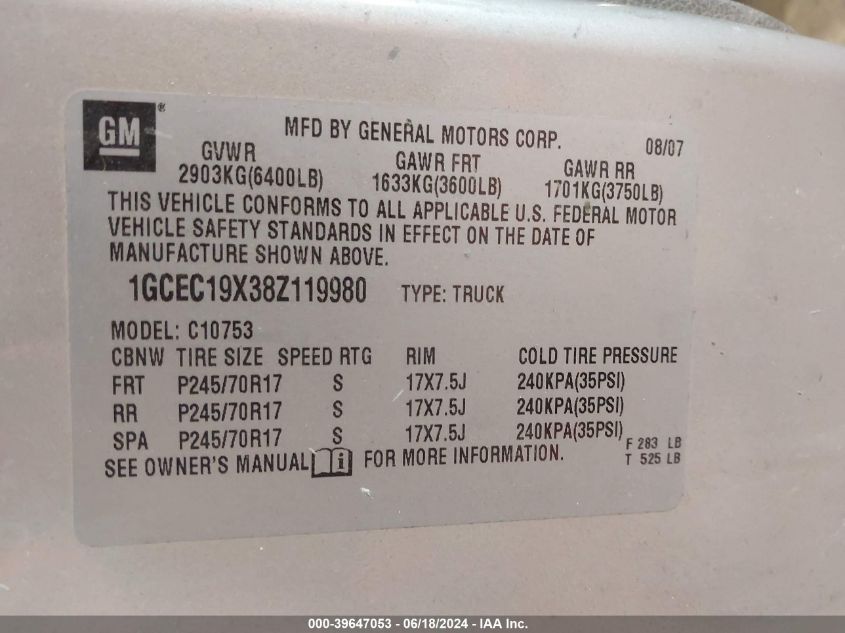 GM ®
MFD BY GENERAL MOTORS CORP. 08/07
GVWR GAWR FRT GAWR RR
2903KG(6400LB) 1633KG(3600LB) 1701KG(3750LB)
THIS VEHICLE CONFORMS TO ALL APPLICABLE U.S. FEDERAL MOTOR
VEHICLE SAFETY STANDARDS IN EFFECT ON THE DATE OF
MANUFACTURE SHOWN ABOVE.
1GCEC19X38Z119980 TYPE: TRUCK
MODEL: C10753
CBNW TIRE SIZE SPEED RTG RIM COLD TIRE PRESSURE
FRT P245/70R17 S 17X7.5J 240KPA(35PSI)
RR P245/70R17 S 17X7.5J 240KPA(35PSI)
SPA P245/70R17 S 17X7.5J 240KPA(35PSI)
F 283 LB
T 525 LB
SEE OWNER'S MANUAL i FOR MORE INFORMATION.
000-39647053 - 06/18/2024 - IAA Inc.